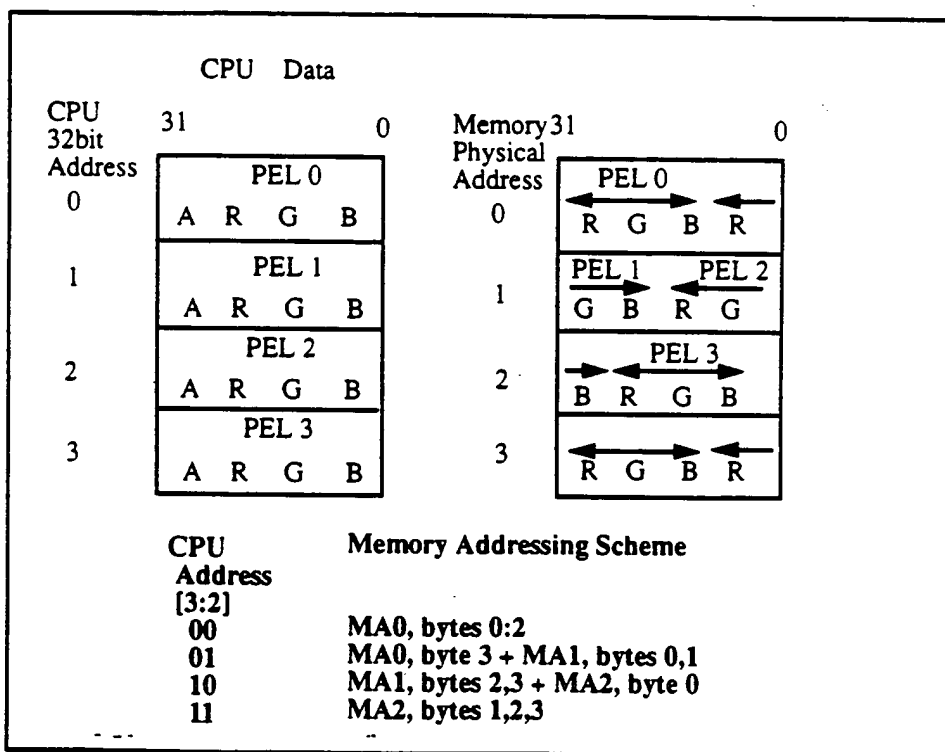 CPU Data
CPU
32bit
Address
31 0
0
PEL 0
A R G B
1
PEL 1
A R G B
2
PEL 2
A R G B
3
PEL 3
A R G B
Memory
Physical
Address
31 0
0
PEL 0
R G B R
1
PEL 1 PEL 2
G B R G
2
PEL 3
B R G B
3
R G B R
CPU
Address
[3:2]
Memory Addressing Scheme
00 MA0, bytes 0:2
01 MA0, byte 3 + MA1, bytes 0,1
10 MA1, bytes 2,3 + MA2, byte 0
11 MA2, bytes 1,2,3